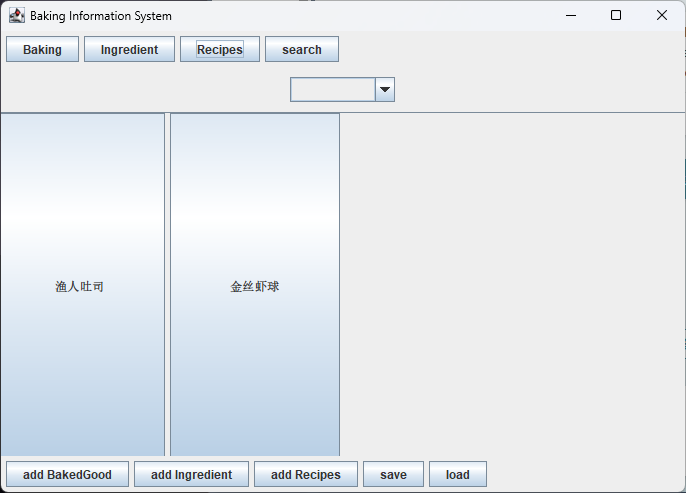 Baking Information System
Baking Ingredient Recipes search
渔人吐司 金丝虾球
add BakedGood add Ingredient add Recipes save load